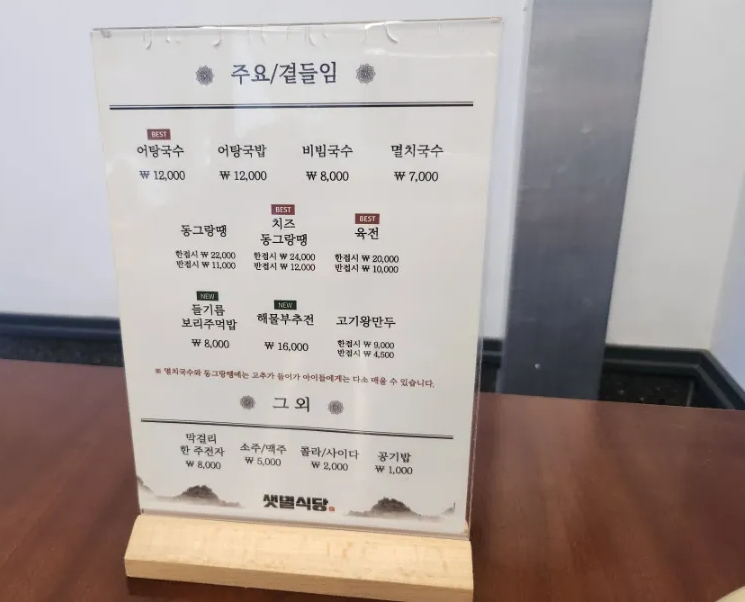 주요/곁들임
BEST
어탕국수 어탕국밥 비빔국수 멸치국수
₩ 12,000 ₩ 12,000 ₩ 8,000 ₩ 7,000
BEST BEST
동그랑땡 치즈 육전
동그랑땡
한접시 ₩ 22,000 한접시 ₩ 24,000 한접시 ₩ 20,000
반접시 ₩ 11,000 반접시 ₩ 12,000 반접시 ₩ 10,000
NEW NEW
들기름 해물부추전 고기왕만두
보리주먹밥
₩ 8,000 ₩ 16,000 한접시 ₩ 9,000
반접시 ₩ 4,500
※ 멸치국수와 동그랑땡에는 고추가 들어가 아이들에게는 다소 매울 수 있습니다.
그 외
막걸리 소주/맥주 콜라/사이다 공기밥
한 주전자 ₩ 5,000 ₩ 2,000 ₩ 1,000
₩ 8,000
샛별식당